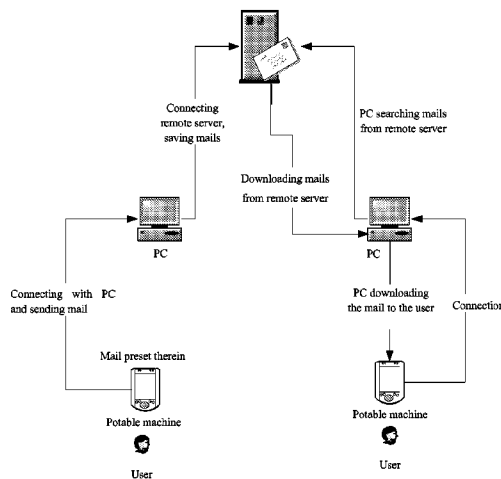 Connecting
remote server,
saving mails
PC searching mails
from remote server
Downloading mails
from remote server
PC
PC
Connecting with PC
and sending mail
PC downloading
the mail to the user
Connection
Mail preset therein
Potable machine
Potable machine
User
User